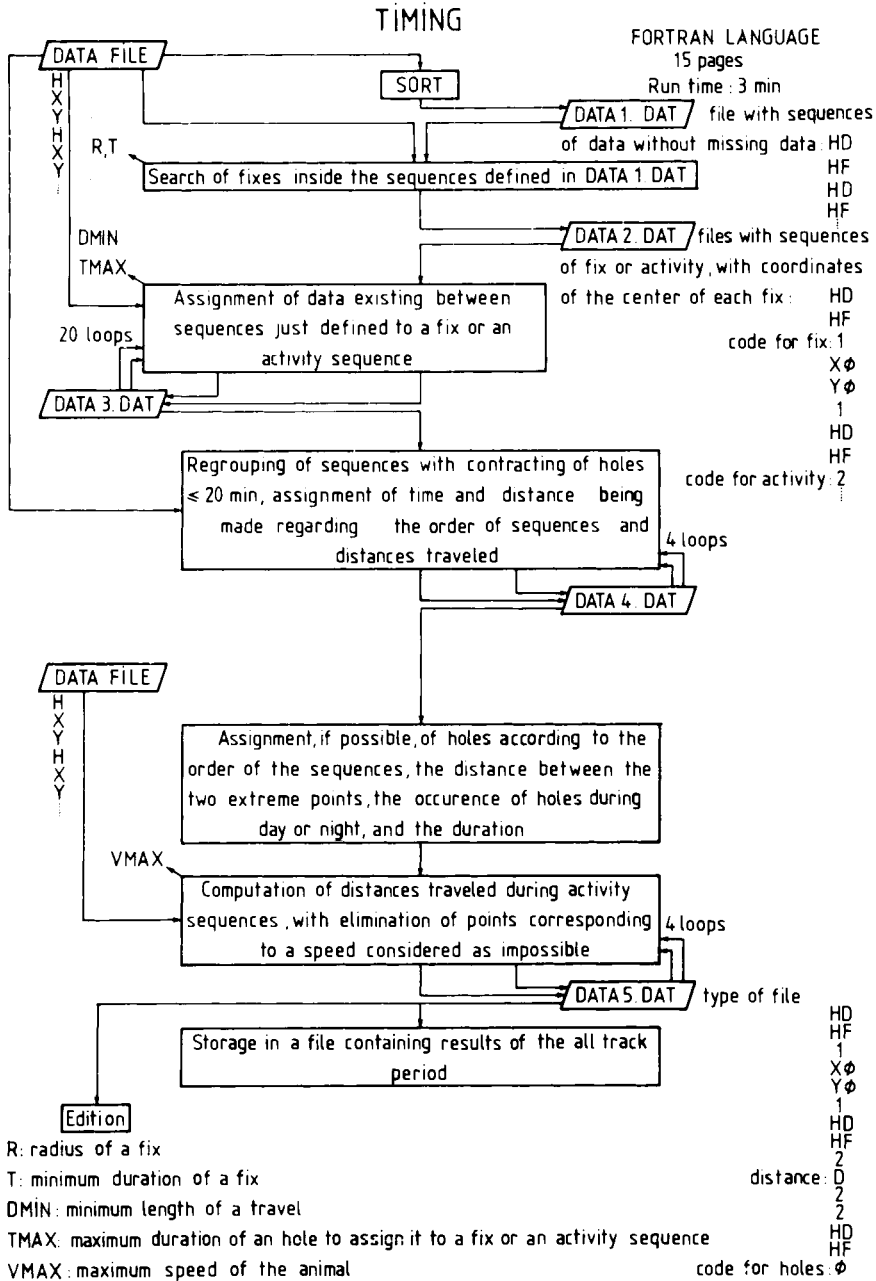 TIMING
FORTRAN LANGUAGE
15 pages
Run time : 3 min
DATA FILE
H
X
Y
H
X
Y
SORT
DATA 1. DAT file with sequences
of data without missing data : HD
HF
HD
HF
R,T
Search of fixes inside the sequences defined in DATA 1. DAT
DATA 2. DAT files with sequences
of fix or activity, with coordinates
of the center of each fix : HD
HF
code for fix : 1
XØ
YØ
1
HD
HF
code for activity : 2
DMIN
TMAX
Assignment of data existing between
sequences just defined to a fix or an
activity sequence
20 loops
DATA 3. DAT
Regrouping of sequences with contracting of holes
≤ 20 min, assignment of time and distance being
made regarding the order of sequences and
distances traveled
4 loops
DATA 4. DAT
DATA FILE
H
X
Y
H
X
Y
Assignment, if possible, of holes according to the
order of the sequences, the distance between the
two extreme points, the occurence of holes during
day or night, and the duration
VMAX
Computation of distances traveled during activity
sequences, with elimination of points corresponding
to a speed considered as impossible
4 loops
DATA 5. DAT type of file
HD
HF
1
XØ
YØ
1
HD
HF
2
distance : D
2
2
HD
HF
code for holes : Ø
Storage in a file containing results of the all track
period
Edition
R : radius of a fix
T : minimum duration of a fix
DMIN : minimum length of a travel
TMAX : maximum duration of an hole to assign it to a fix or an activity sequence
VMAX : maximum speed of the animal